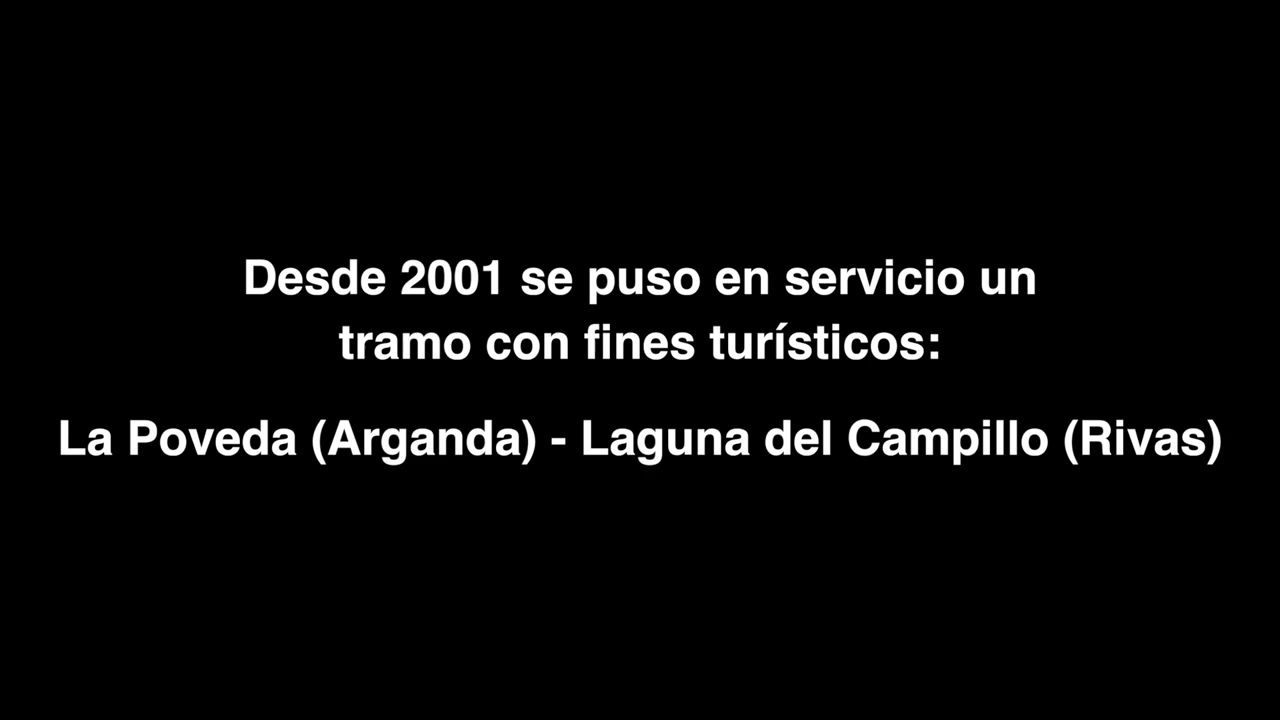 Desde 2001 se puso en servicio un
tramo con fines turísticos:
La Poveda (Arganda) - Laguna del Campillo (Rivas)